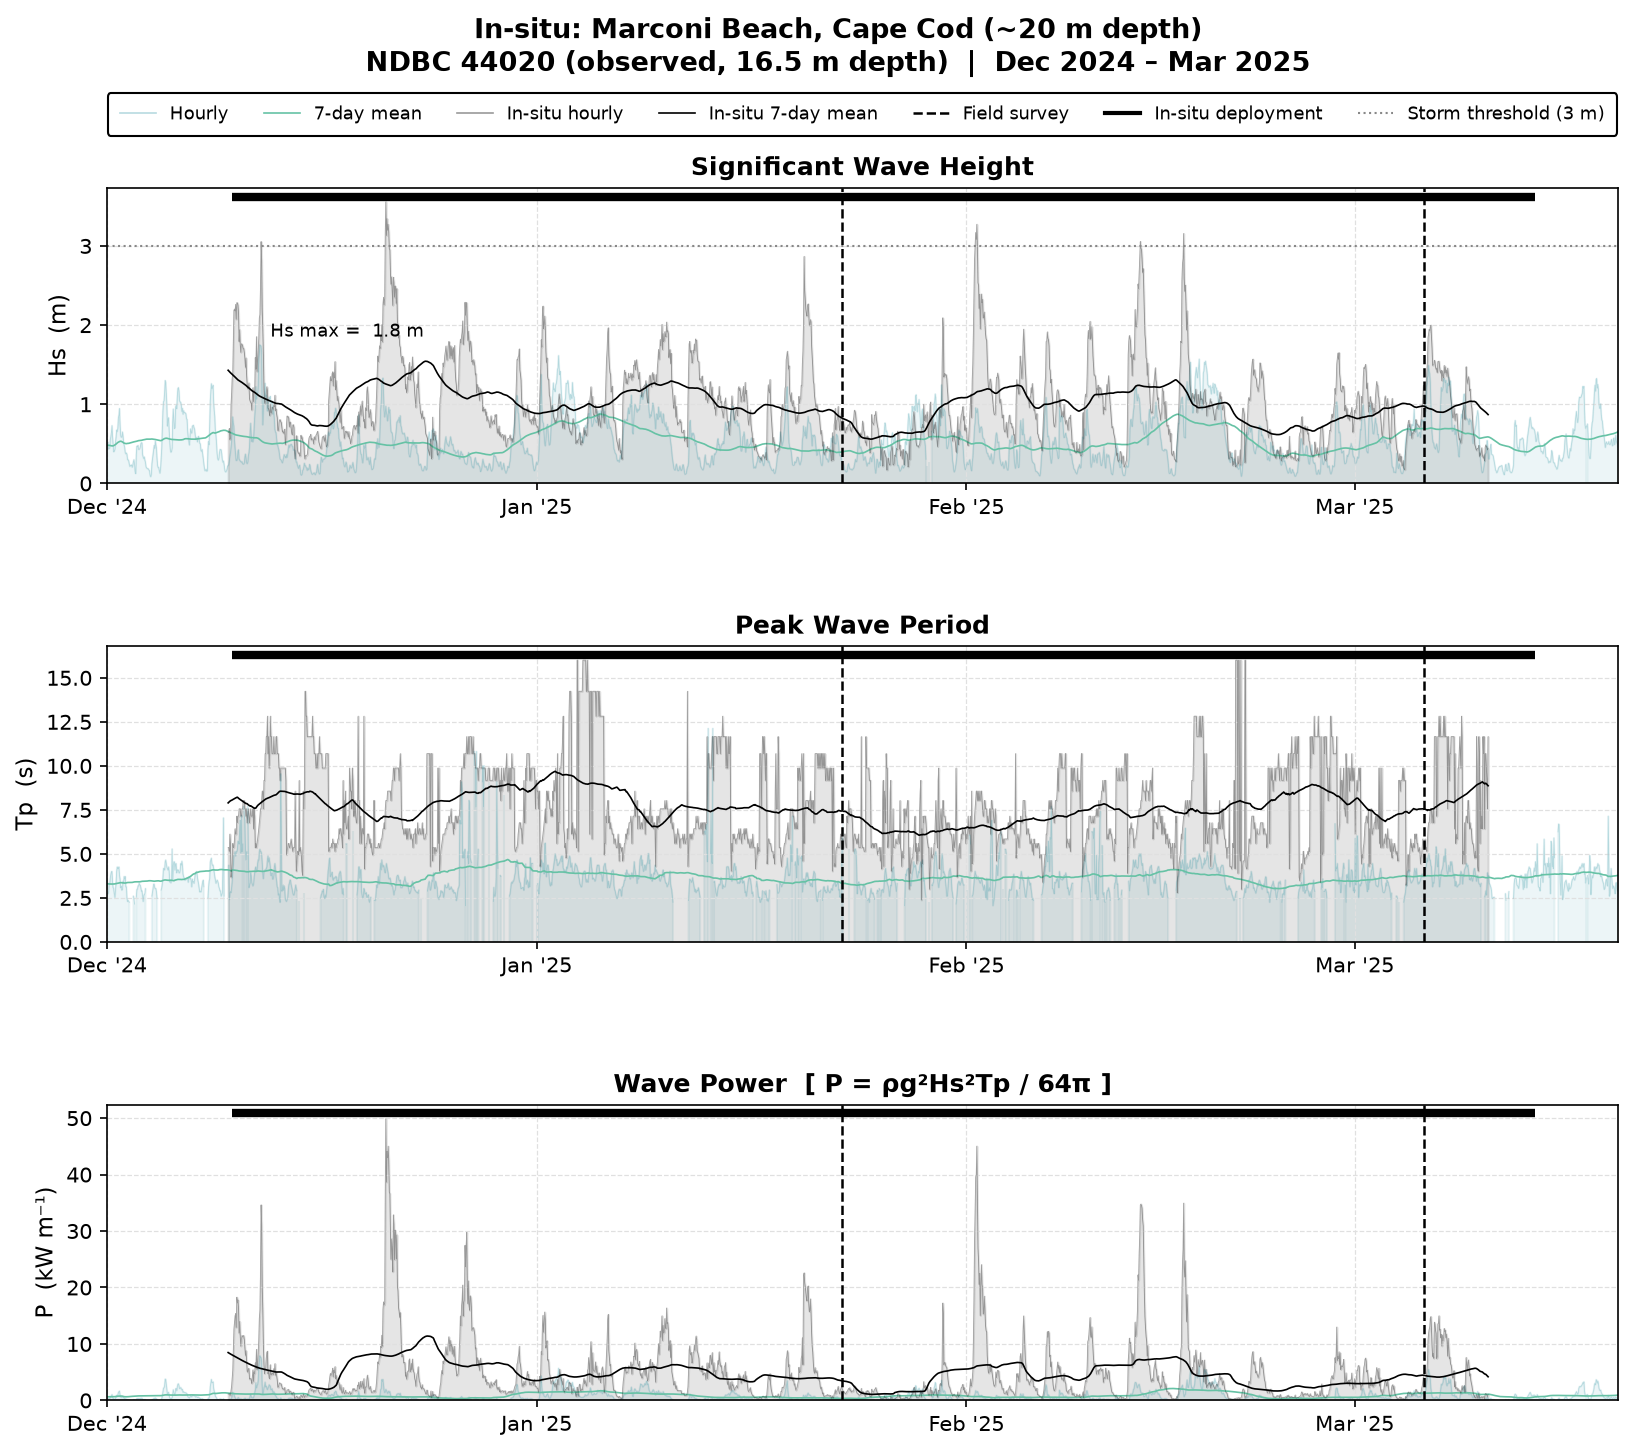 In-situ: Marconi Beach, Cape Cod (~20 m depth)
NDBC 44020 (observed, 16.5 m depth)  |  Dec 2024 – Mar 2025
Hourly 7-day mean In-situ hourly In-situ 7-day mean Field survey In-situ deployment Storm threshold (3 m)
Significant Wave Height
Hs (m)
3
2
1
0
Hs max =  1.8 m
Dec '24 Jan '25 Feb '25 Mar '25
Peak Wave Period
Tp (s)
15.0
12.5
10.0
7.5
5.0
2.5
0.0
Dec '24 Jan '25 Feb '25 Mar '25
Wave Power  [ P = ρg²Hs²Tp / 64π ]
P (kW m⁻¹)
50
40
30
20
10
0
Dec '24 Jan '25 Feb '25 Mar '25